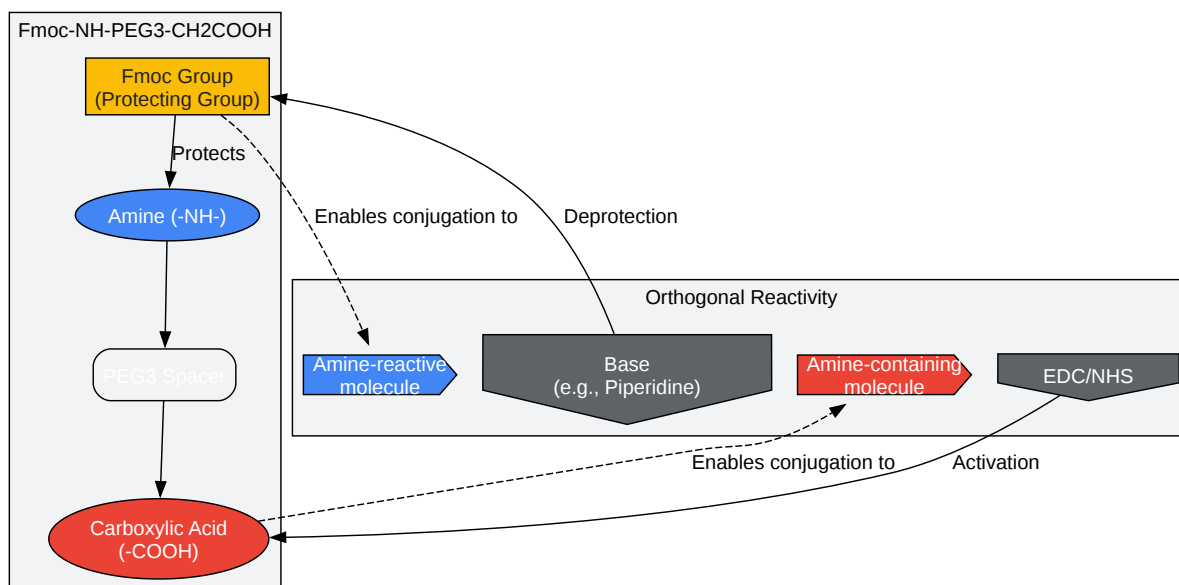 Fmoc-NH-PEG3-CH2COOH
Fmoc Group
(Protecting Group)
Protects
Amine (-NH-)
Enables conjugation to
Deprotection
Orthogonal Reactivity
Amine-reactive
molecule
Base
(e.g., Piperidine)
Amine-containing
molecule
EDC/NHS
PEG3 Spacer
Enables conjugation to
Activation
Carboxylic Acid
(-COOH)